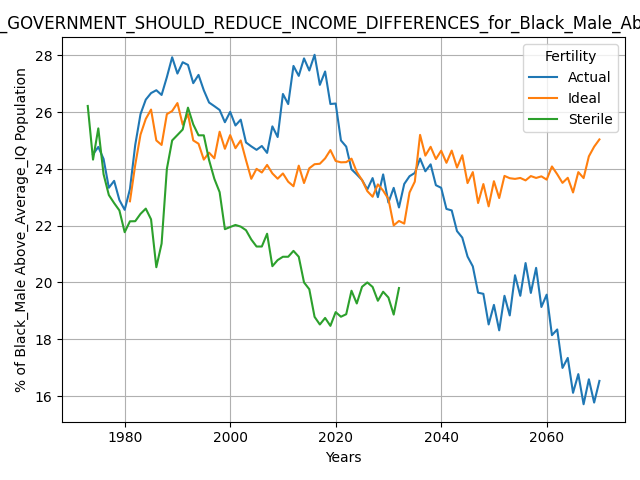 _GOVERNMENT_SHOULD_REDUCE_INCOME_DIFFERENCES_for_Black_Male_Ab
Fertility
Actual
Ideal
Sterile
% of Black_Male Above_Average_IQ Population
28
26
24
22
20
18
16
1980
2000
2020
2040
2060
Years